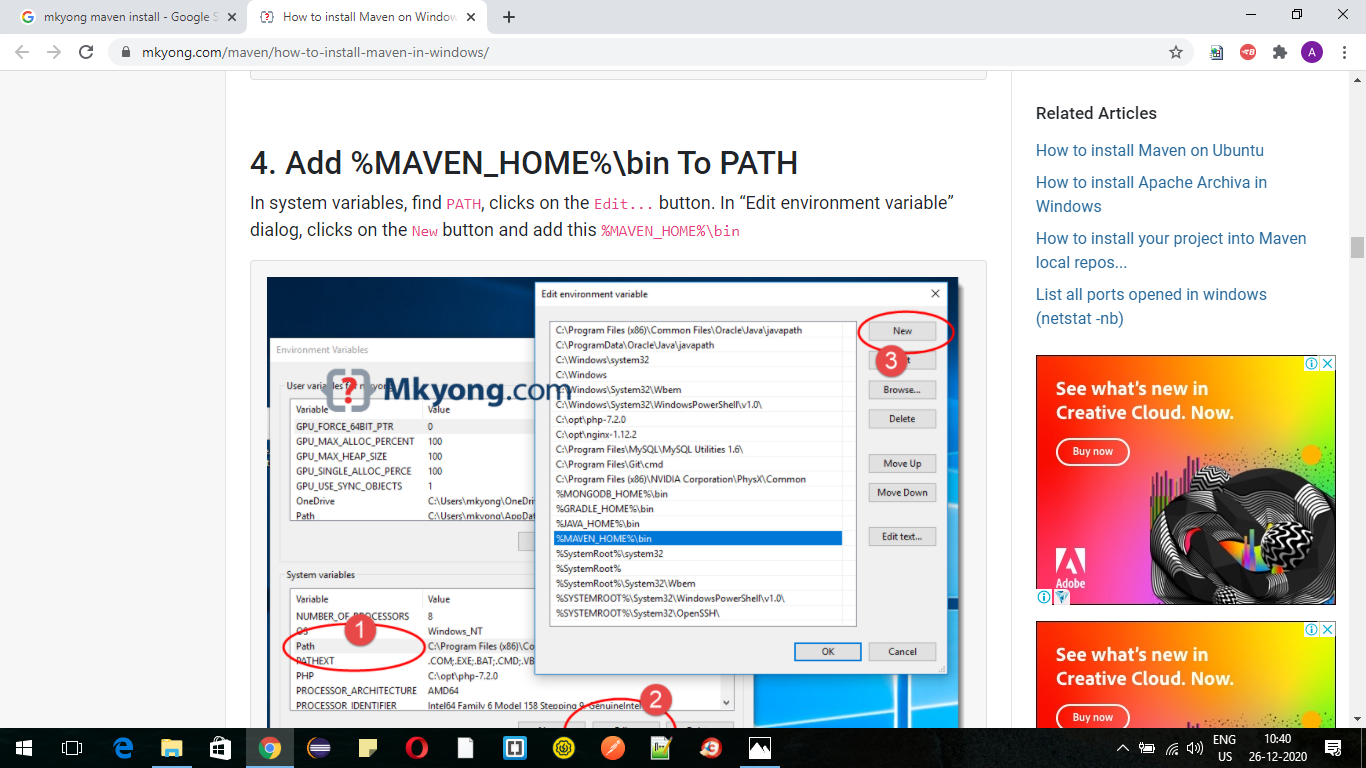 mkyong maven install - Google S
How to install Maven on Window
mkyong.com/maven/how-to-install-maven-in-windows/
A
4. Add %MAVEN_HOME%\bin To PATH
In system variables, find PATH, clicks on the Edit... button. In “Edit environment variable”
dialog, clicks on the New button and add this %MAVEN_HOME%\bin
Environment Variables
User variables for mkyong
Variable Value
GPU_FORCE_64BIT_PTR 0
GPU_MAX_ALLOC_PERCENT 100
GPU_MAX_HEAP_SIZE 100
GPU_SINGLE_ALLOC_PERCE 100
GPU_USE_SYNC_OBJECTS 1
OneDrive C:\Users\mkyong\OneDri
Path C:\Users\mkyong\AppDat
Mkyong.com
System variables
Variable Value
NUMBER_OF_PROCESSORS 8
OS Windows_NT
Path C:\Program Files (x86)\Co
PATHEXT .COM;.EXE;.BAT;.CMD;.VB
PHP C:\opt\php-7.2.0
PROCESSOR_ARCHITECTURE AMD64
PROCESSOR_IDENTIFIER Intel64 Family 6 Model 158 Stepping 9, GenuineIntel
1
2
Edit environment variable
C:\Program Files (x86)\Common Files\Oracle\Java\javapath
C:\ProgramData\Oracle\Java\javapath
C:\Windows\system32
C:\Windows
C:\Windows\System32\Wbem
C:\Windows\System32\WindowsPowerShell\v1.0\
C:\opt\php-7.2.0
C:\opt\nginx-1.12.2
C:\Program Files\MySQL\MySQL Utilities 1.6\
C:\Program Files\Git\cmd
C:\Program Files (x86)\NVIDIA Corporation\PhysX\Common
%MONGODB_HOME%\bin
%GRADLE_HOME%\bin
%JAVA_HOME%\bin
%MAVEN_HOME%\bin
%SystemRoot%\system32
%SystemRoot%
%SystemRoot%\System32\Wbem
%SYSTEMROOT%\System32\WindowsPowerShell\v1.0\
%SYSTEMROOT%\System32\OpenSSH\
New
3
Browse...
Delete
Move Up
Move Down
Edit text...
OK
Cancel
Related Articles
How to install Maven on Ubuntu
How to install Apache Archiva in
Windows
How to install your project into Maven
local repos...
List all ports opened in windows
(netstat -nb)
See what’s new in
Creative Cloud. Now.
Buy now
Adobe
See what’s new in
Creative Cloud. Now.
Buy now
ENG
US
10:40
26-12-2020